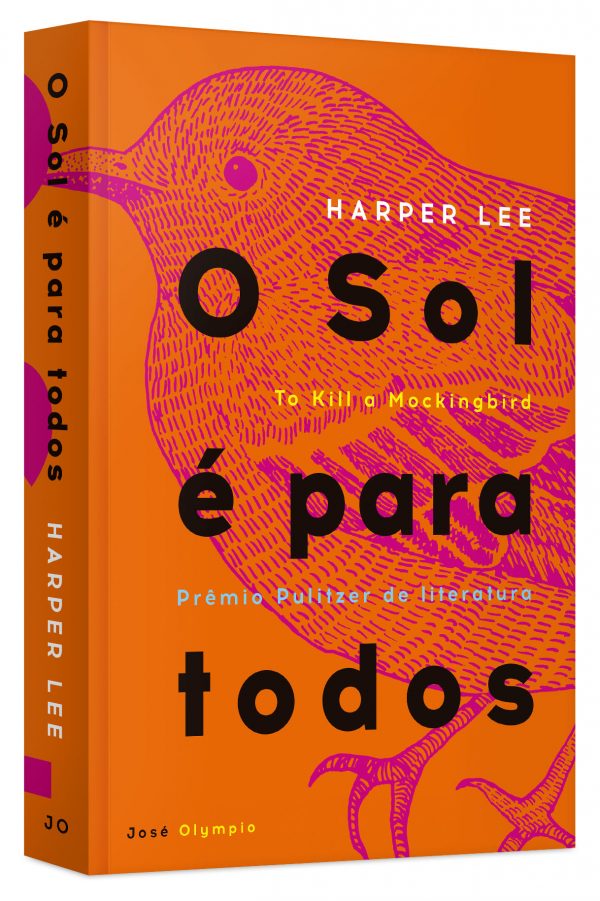 O Sol é para todos HARPER LEE
JO
HARPER LEE
O Sol
To Kill a Mockingbird
é para
Prêmio Pulitzer de literatura
todos
José Olympio